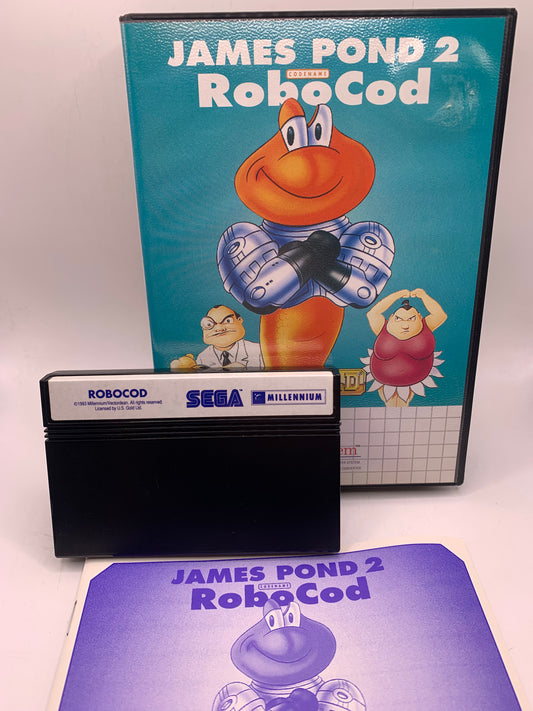 JAMES POND 2
CODENAME
RoboCod
ROBOCOD
©1993 Millennium/Vectordean. All rights reserved.
Licensed by U.S. Gold Ltd.
SEGA
MILLENNIUM
JAMES POND 2
CODENAME
RoboCod